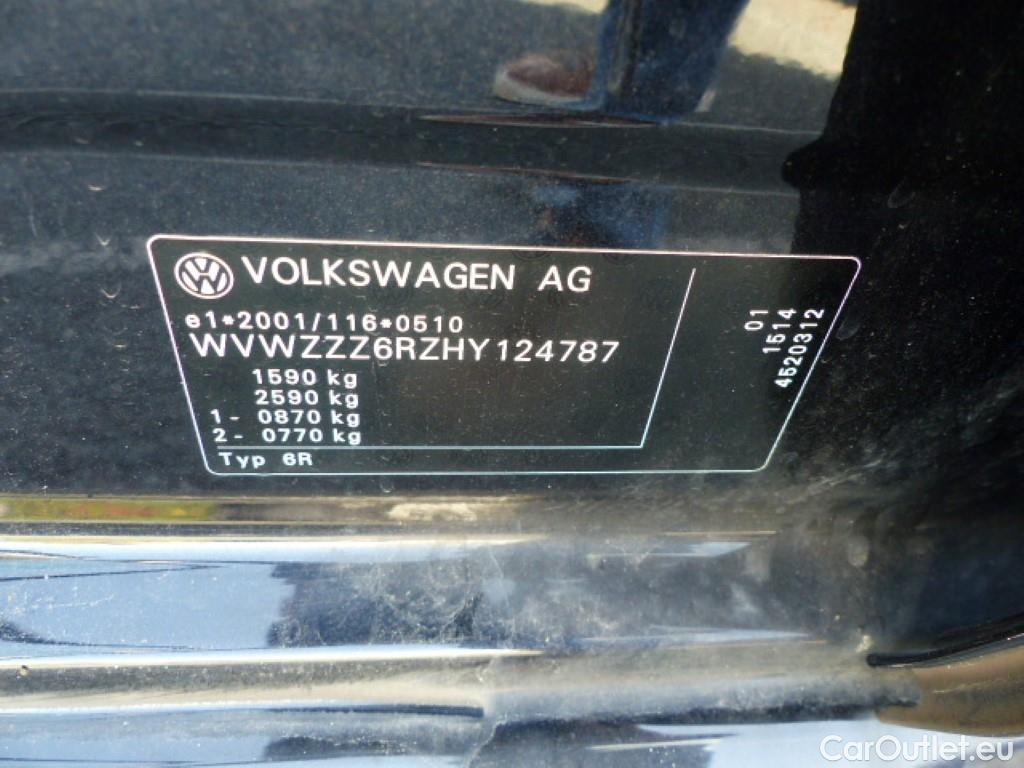 VOLKSWAGEN AG
e1*2001/116*0510
WVWZZZ6RZHY124787
1590 kg
2590 kg
1- 0870 kg
2- 0770 kg
Typ 6R
01
1514
4520312
CarOutlet.eu